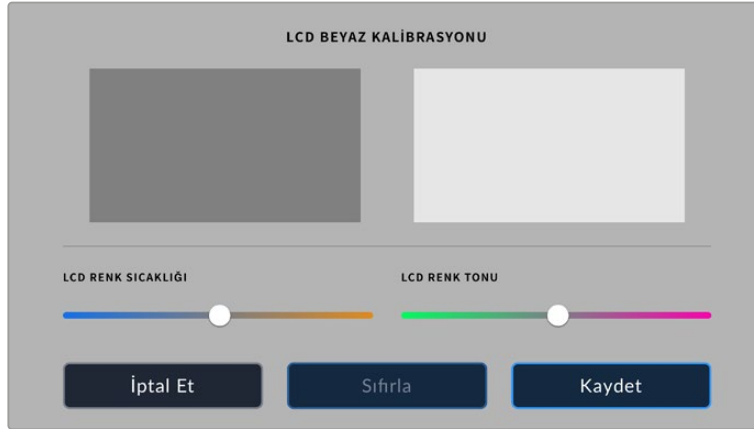 LCD BEYAZ KALİBRASYONU
LCD RENK SICAKLIĞI
LCD RENK TONU
İptal Et
Sıfırla
Kaydet